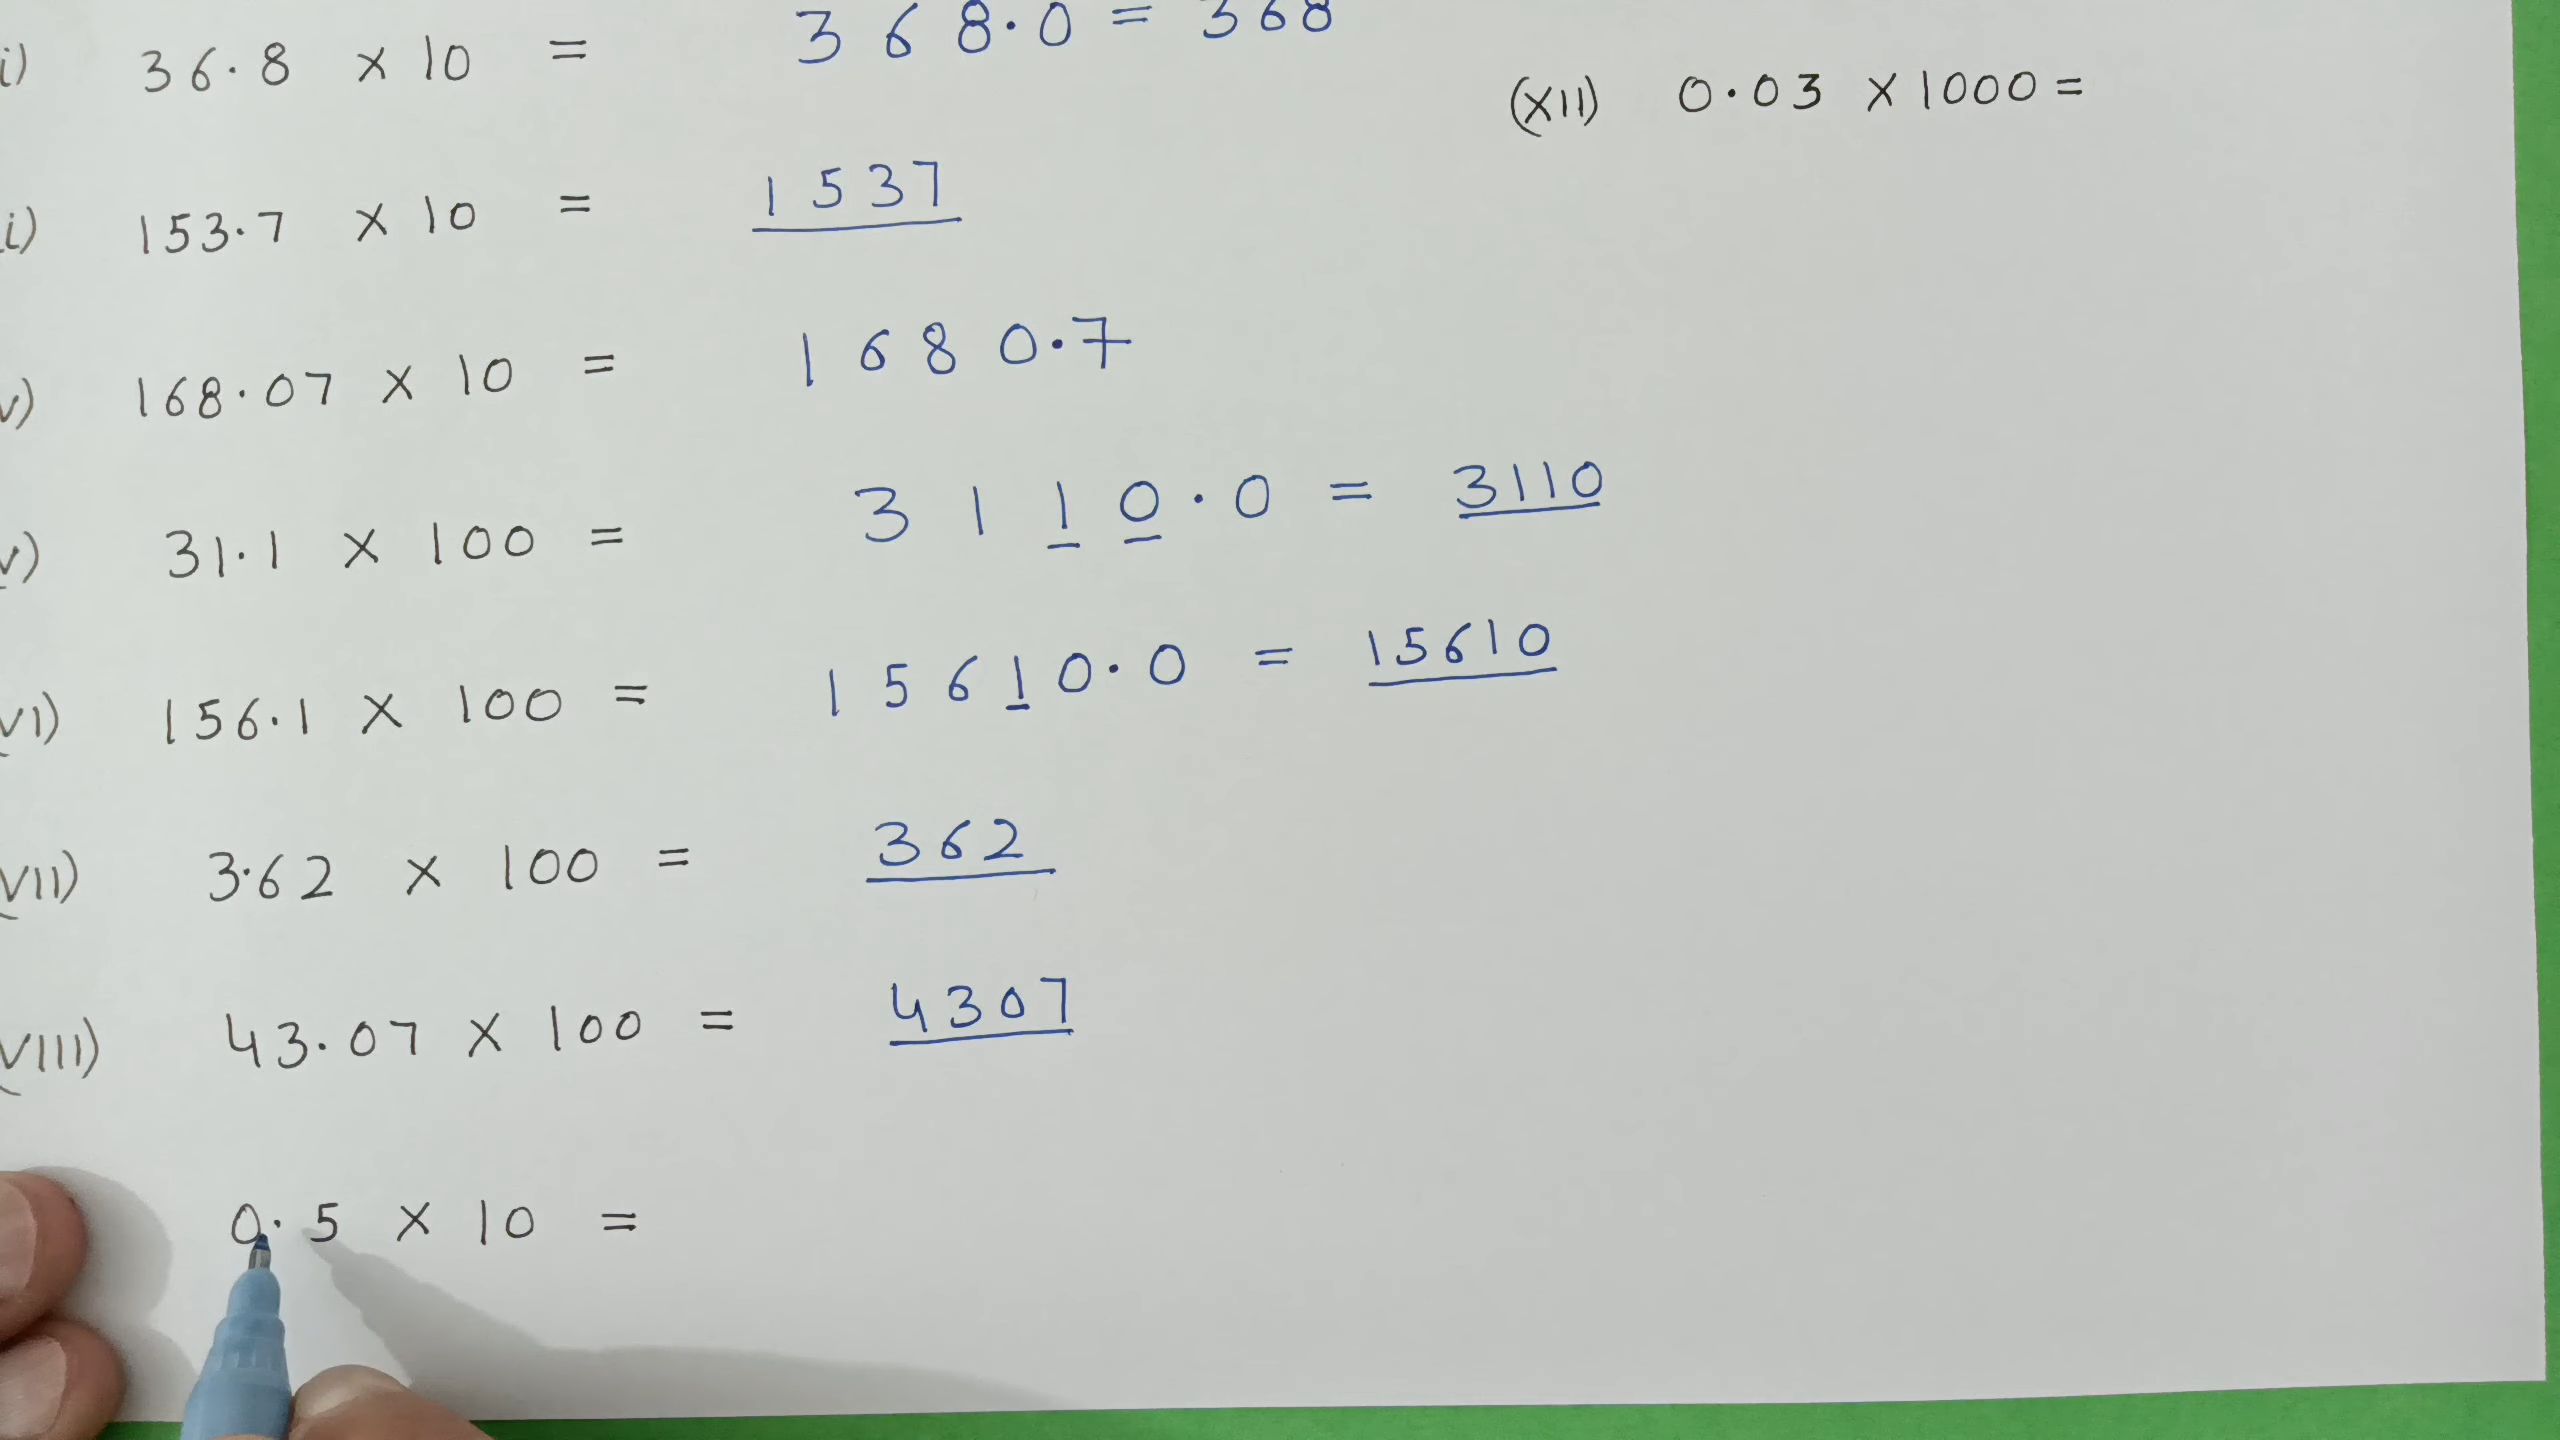 i) 36.8 × 10 = 368.0 = 368
i) 153.7 × 10 = 1537
v) 168.07 × 10 = 1680.7
v) 31.1 × 100 = 3110.0 = 3110
VI) 156.1 × 100 = 15610.0 = 15610
VII) 3.62 × 100 = 362
VIII) 43.07 × 100 = 4307
0.5 × 10 =
(XII) 0.03 × 1000 =